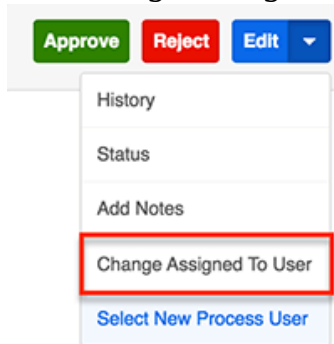 Approve Reject Edit
History
Status
Add Notes
Change Assigned To User
Select New Process User